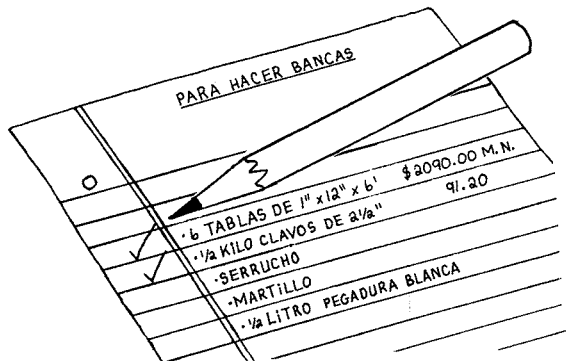 PARA HACER BANCAS
· 6 TABLAS DE 1" x 12" x 6' $2090.00 M.N.
· 1/2 KILO CLAVOS DE 2 1/2" 91.20
· SERRUCHO
· MARTILLO
· 1/2 LITRO PEGADURA BLANCA